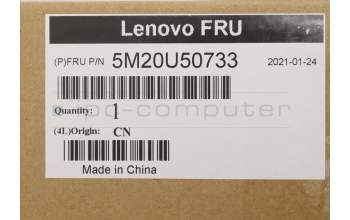 Lenovo FRU
(P)FRU P/N 5M20U50733 2021-01-24
Quantity: 1
(4L)Origin: CN
Made in China